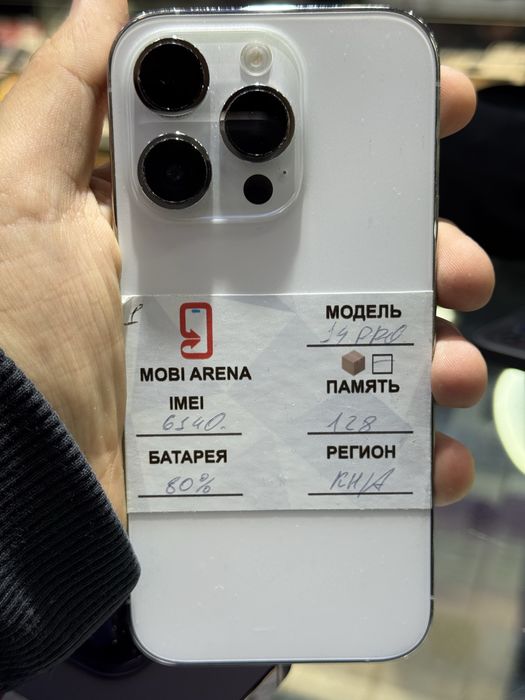 МОДЕЛЬ
14 PRO
MOBI ARENA
ПАМЯТЬ
IMEI
6140.
128
БАТАРЕЯ
РЕГИОН
80%
KH/A